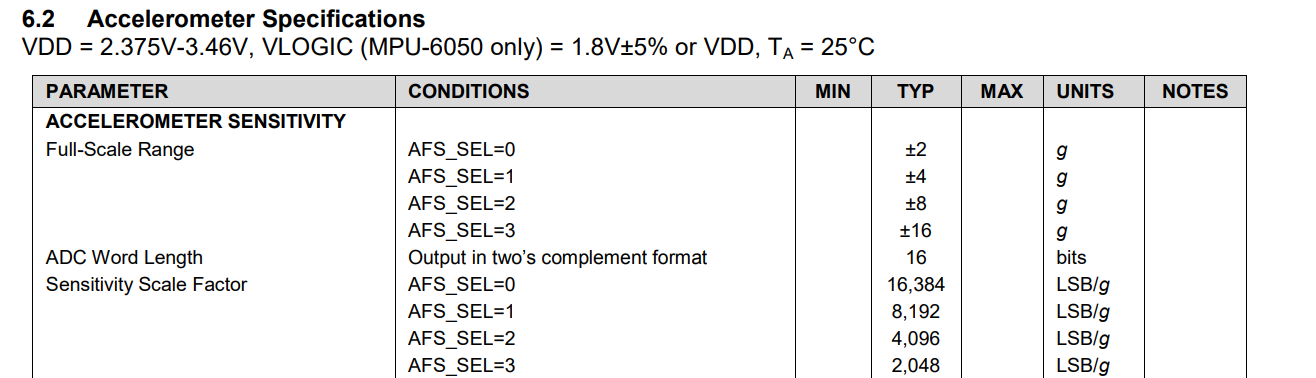 6.2 Accelerometer Specifications
VDD = 2.375V-3.46V, VLOGIC (MPU-6050 only) = 1.8V±5% or VDD, TA = 25°C
PARAMETER CONDITIONS MIN TYP MAX UNITS NOTES
ACCELEROMETER SENSITIVITY
Full-Scale Range AFS_SEL=0 ±2 g
AFS_SEL=1 ±4 g
AFS_SEL=2 ±8 g
AFS_SEL=3 ±16 g
ADC Word Length Output in two’s complement format 16 bits
Sensitivity Scale Factor AFS_SEL=0 16,384 LSB/g
AFS_SEL=1 8,192 LSB/g
AFS_SEL=2 4,096 LSB/g
AFS_SEL=3 2,048 LSB/g